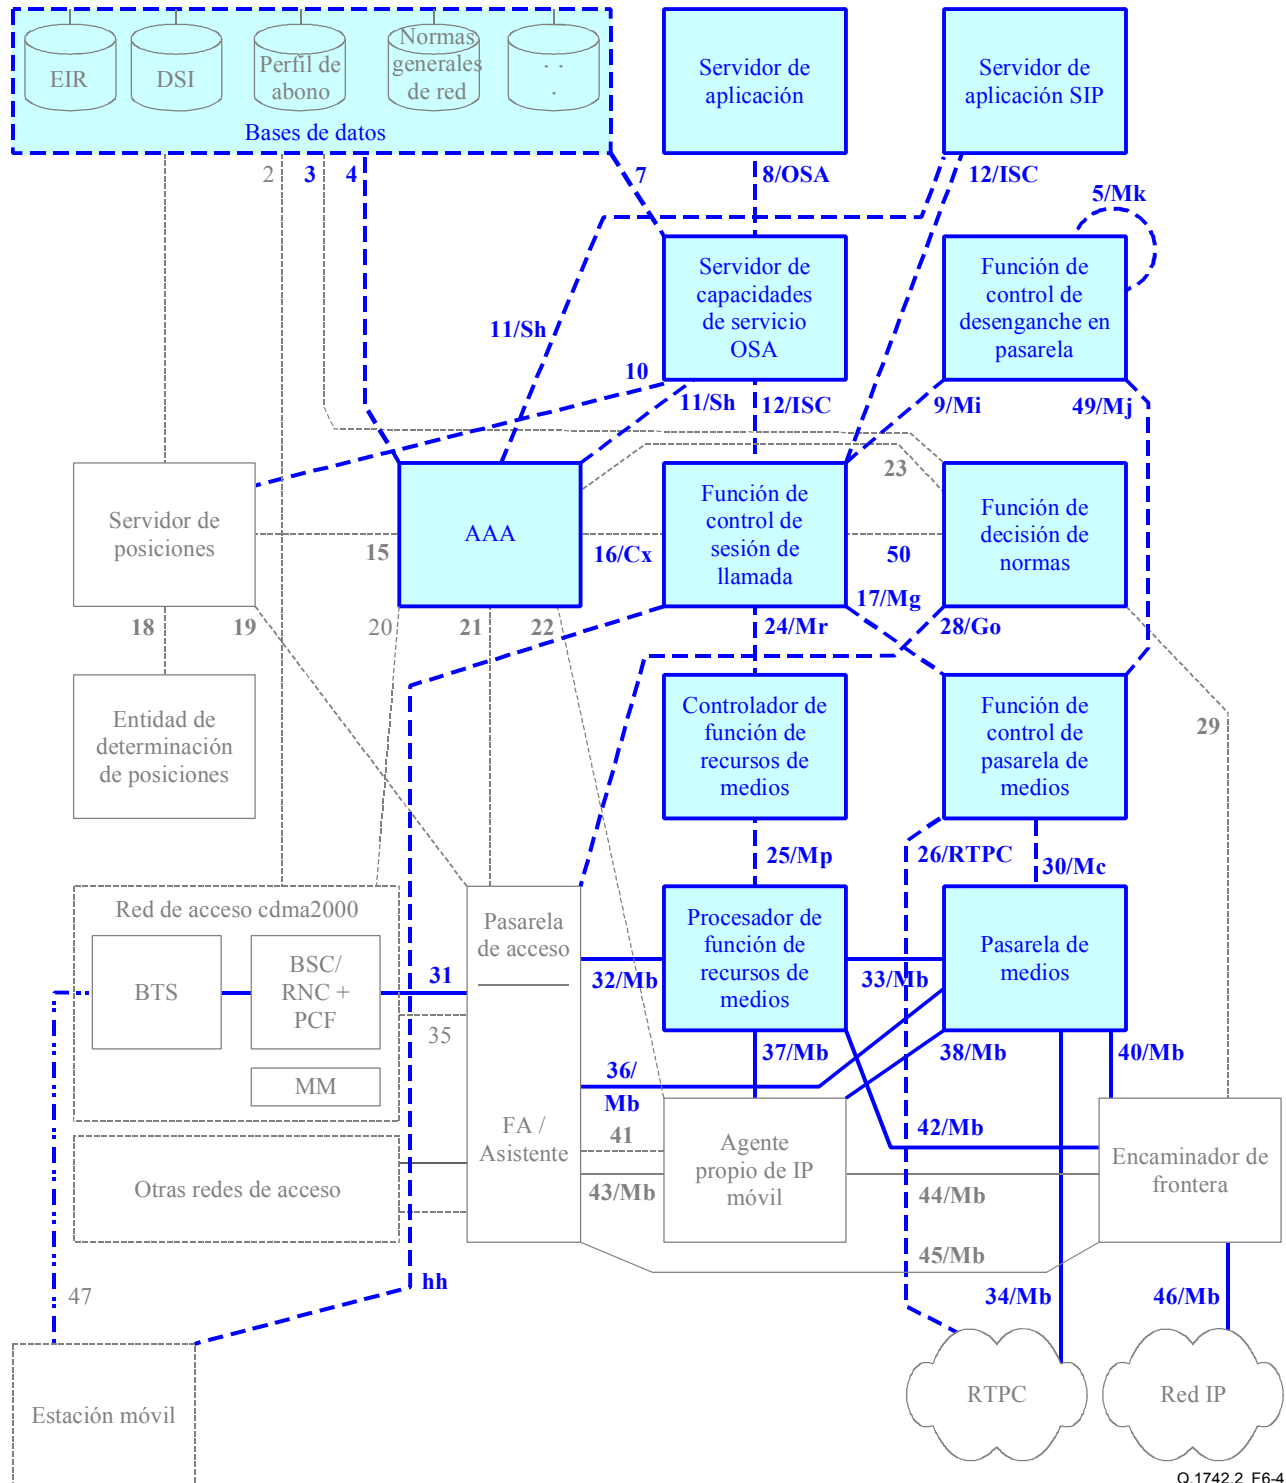 EIR
DSI
Perfil de
abono
Normas
generales
de red
. .
.
Bases de datos
Servidor de
aplicación
Servidor de
aplicación SIP
2
3
4
7
8/OSA
12/ISC
5/Mk
Servidor de
capacidades
de servicio
OSA
Función de
control de
desenganche en
pasarela
11/Sh
10
11/Sh
12/ISC
9/Mi
49/Mj
23
Servidor de
posiciones
15
AAA
16/Cx
Función de
control de
sesión de
llamada
50
Función de
decisión de
normas
17/Mg
18
19
20
21
22
24/Mr
28/Go
Entidad de
determinación
de posiciones
Controlador de
función de
recursos de
medios
Función de
control de
pasarela de
medios
29
25/Mp
26/RTPC
30/Mc
Red de acceso cdma2000
BTS
BSC/
RNC +
PCF
MM
31
35
Pasarela
de acceso
FA /
Asistente
32/Mb
Procesador de
función de
recursos de
medios
33/Mb
Pasarela de
medios
36/
Mb
37/Mb
38/Mb
40/Mb
41
42/Mb
Otras redes de acceso
43/Mb
Agente
propio de IP
móvil
44/Mb
Encaminador de
frontera
45/Mb
47
hh
34/Mb
46/Mb
Estación móvil
RTPC
Red IP
Q.1742.2_F6-4